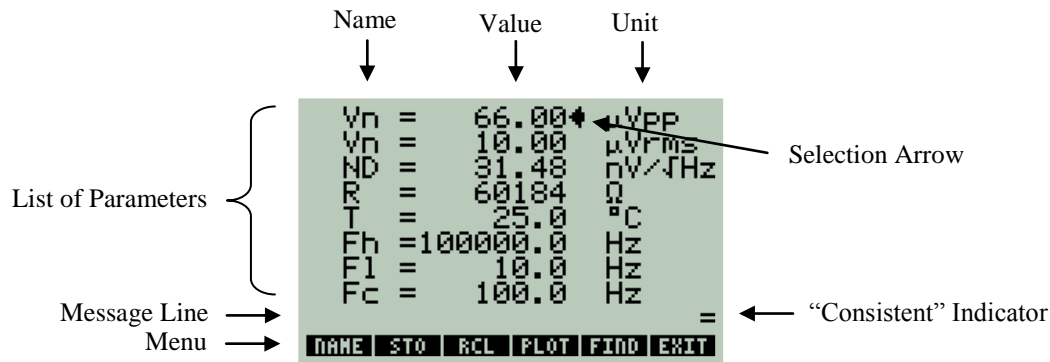 Name Value Unit
Vn = 66.00 μVpp
Vn = 10.00 μVrms
ND = 31.48 nV/√Hz
R = 60184 Ω
T = 25.0 °C
Fh =100000.0 Hz
Fl = 10.0 Hz
Fc = 100.0 Hz
=
NAME STO RCL PLOT FIND EXIT
Selection Arrow
List of Parameters
Message Line
Menu
“Consistent” Indicator